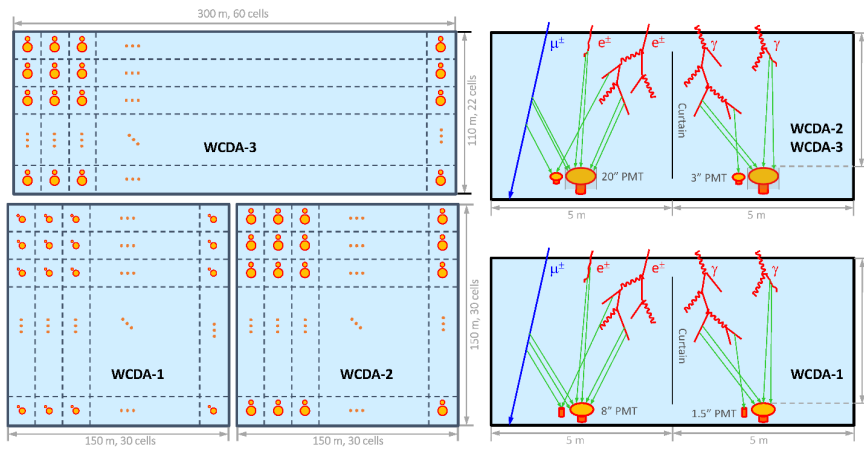 300 m, 60 cells
110 m, 22 cells
WCDA-3
150 m, 30 cells
WCDA-1
WCDA-2
150 m, 30 cells
150 m, 30 cells
μ± e± e± γ γ
Curtain
WCDA-2
WCDA-3
20” PMT
3” PMT
5 m
5 m
μ± e± e± γ γ
Curtain
WCDA-1
8” PMT
1.5” PMT
5 m
5 m